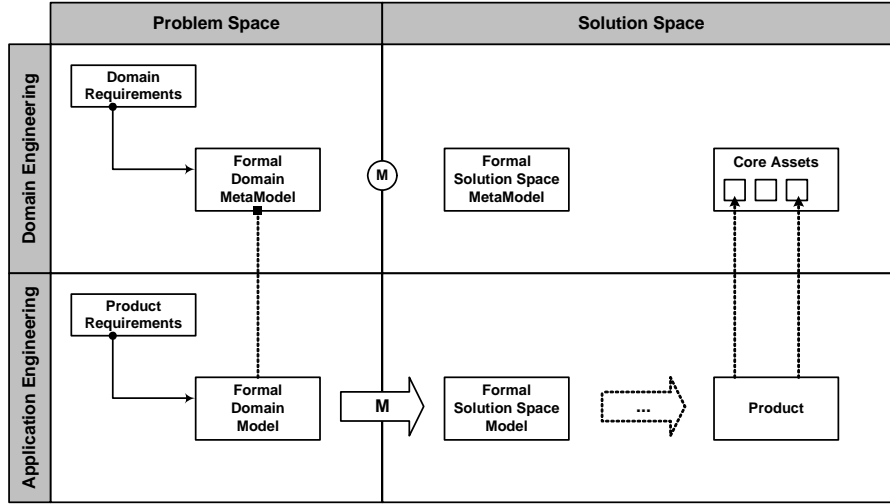 Problem Space
Solution Space
Domain Engineering
Domain
Requirements
Formal
Domain
MetaModel
M
Formal
Solution Space
MetaModel
Core Assets
Application Engineering
Product
Requirements
Formal
Domain
Model
M
Formal
Solution Space
Model
...
Product